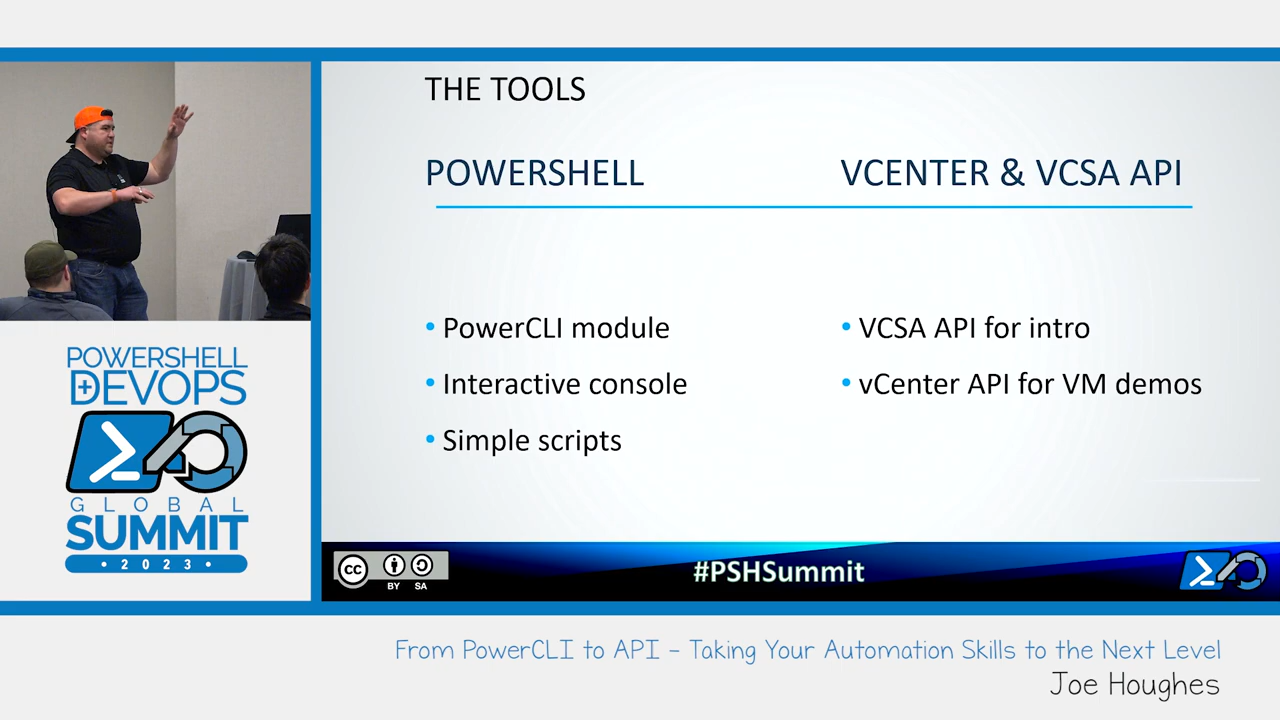 THE TOOLS
POWERSHELL
• PowerCLI module
• Interactive console
• Simple scripts
VCENTER & VCSA API
• VCSA API for intro
• vCenter API for VM demos
cc
BY SA
#PSHSummit
POWERSHELL
+DEVOPS
GLOBAL
SUMMIT
• 2023 •
From PowerCLI to API – Taking Your Automation Skills to the Next Level
Joe Houghes